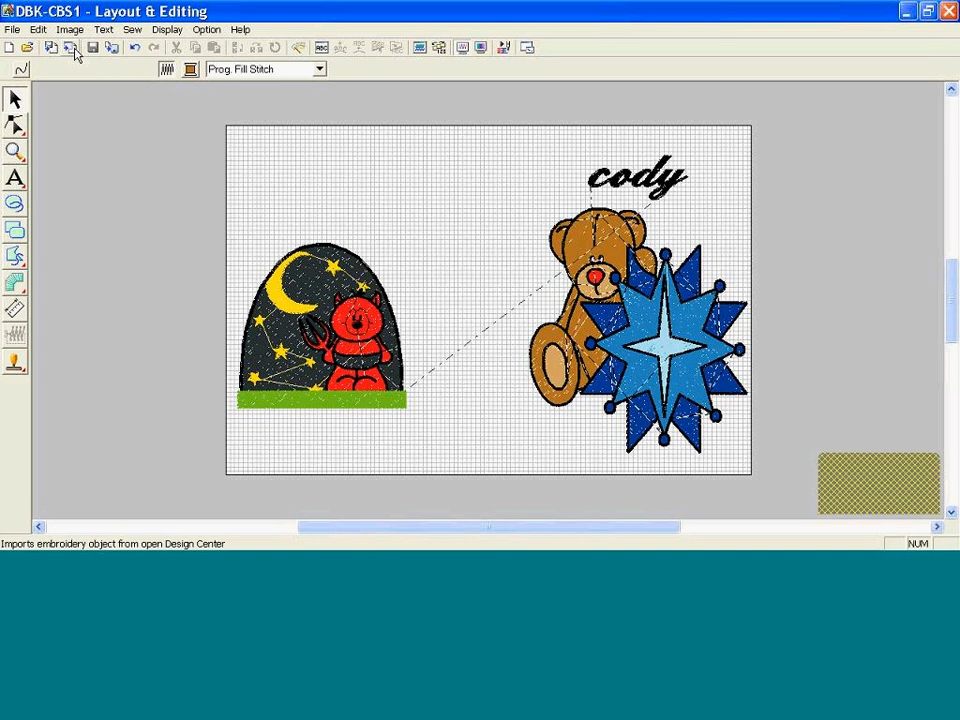 DBK-CBS1 - Layout & Editing
File Edit Image Text Sew Display Option Help
ABC
Prog. Fill Stitch
A
cody
Imports embroidery object from open Design Center
NUM